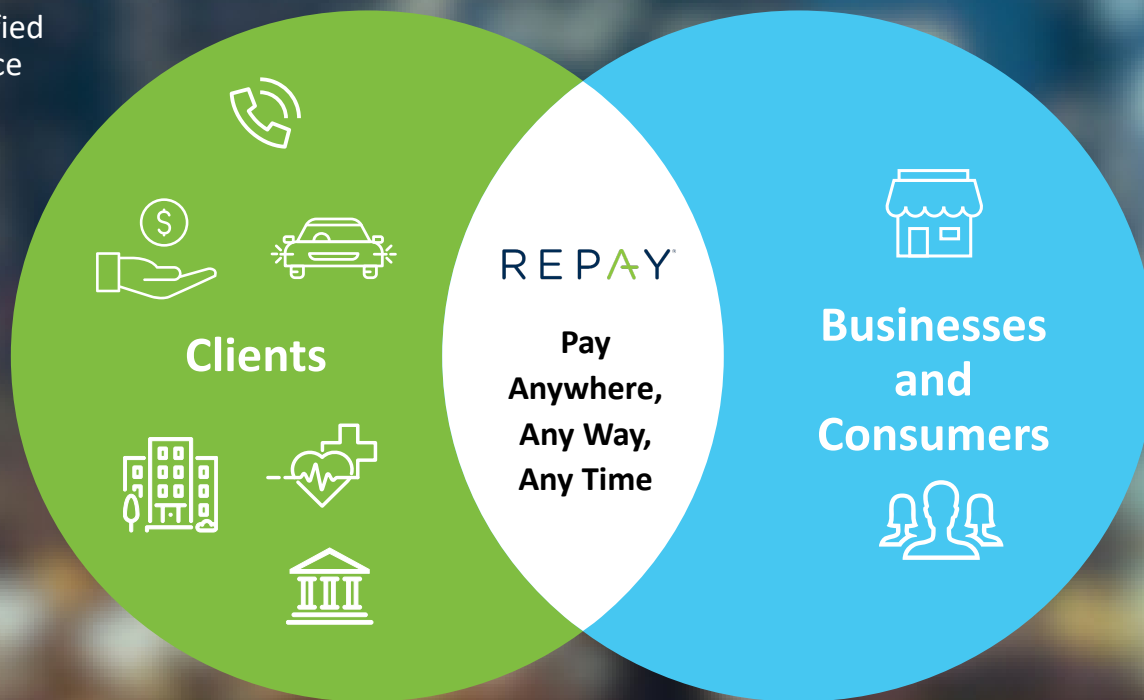 REPAY
Pay
Anywhere,
Any Way,
Any Time
Clients
Businesses
and
Consumers
$